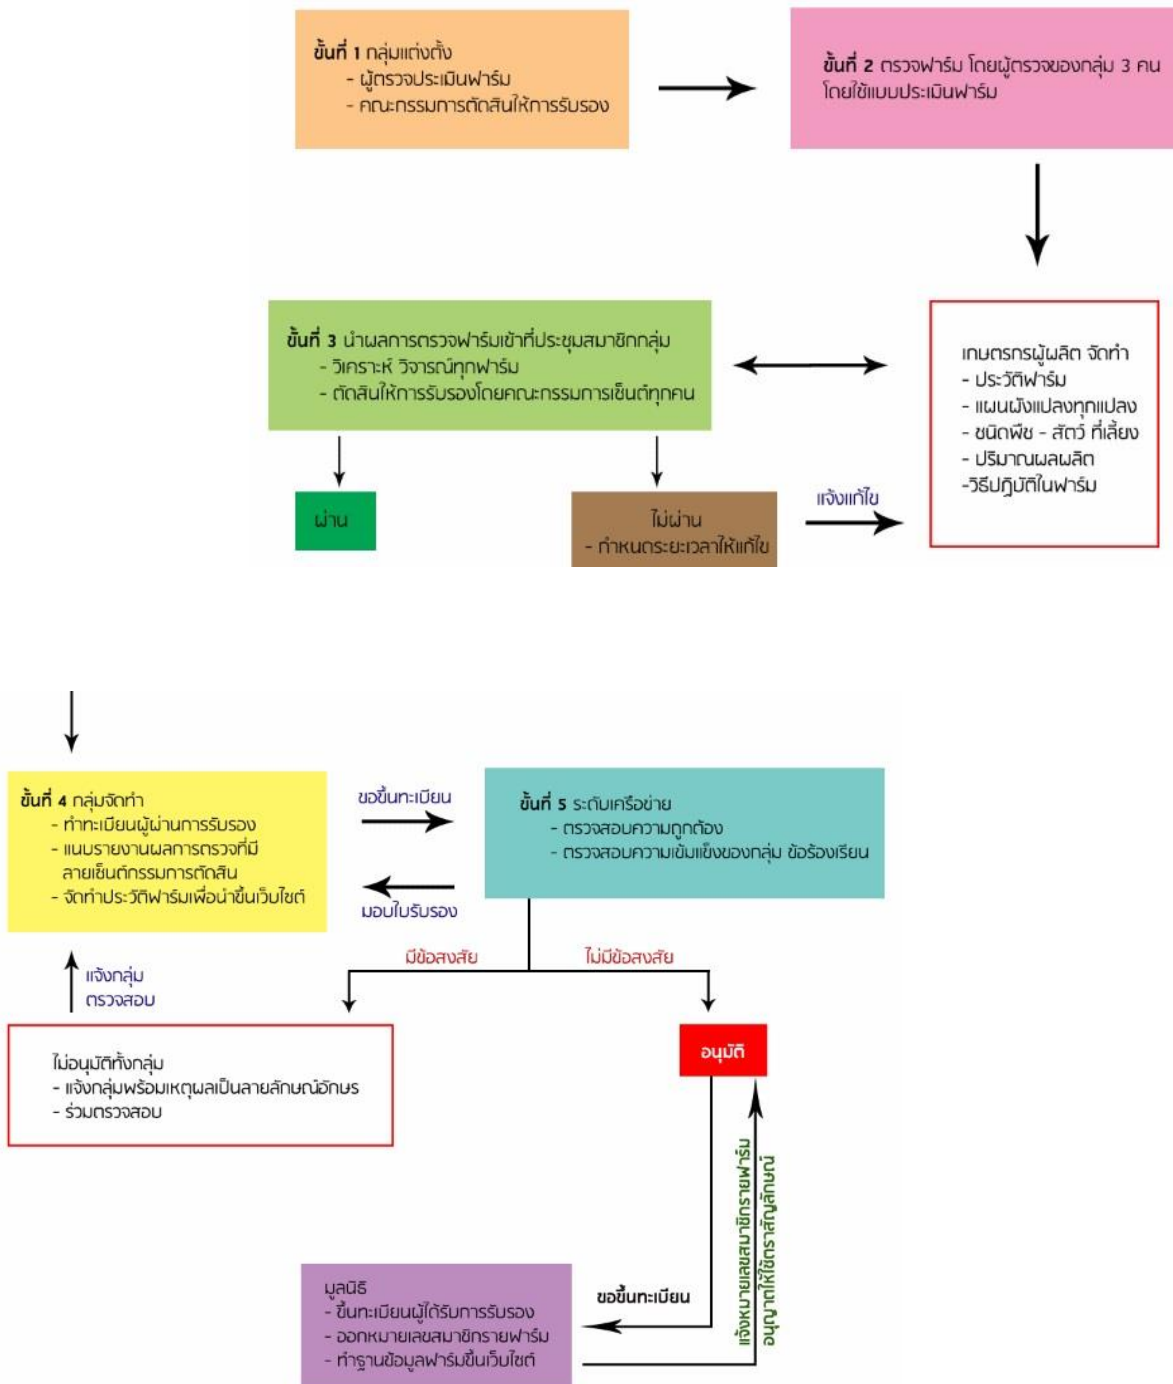 ขั้นที่ 1 กลุ่มแต่งตั้ง
- ผู้ตรวจประเมินฟาร์ม
- คณะกรรมการตัดสินให้การรับรอง
ขั้นที่ 2 ตรวจฟาร์ม โดยผู้ตรวจของกลุ่ม 3 คน
โดยใช้แบบประเมินฟาร์ม
ขั้นที่ 3 นำผลการตรวจฟาร์มเข้าที่ประชุมสมาชิกกลุ่ม
- วิเคราะห์ วิจารณ์ทุกฟาร์ม
- ตัดสินให้การรับรองโดยคณะกรรมการเซ็นต์ทุกคน
เกษตรกรผู้ผลิต จัดทำ
- ประวัติฟาร์ม
- แผนผังแปลงทุกแปลง
- ชนิดพืช - สัตว์ ที่เลี้ยง
- ปริมาณผลผลิต
-วิธีปฏิบัติในฟาร์ม
ผ่าน
ไม่ผ่าน
- กำหนดระยะเวลาให้แก้ไข
แจ้งแก้ไข
ขั้นที่ 4 กลุ่มจัดทำ
- ทำทะเบียนผู้ผ่านการรับรอง
- แนบรายงานผลการตรวจที่มี
ลายเซ็นต์กรรมการตัดสิน
- จัดทำประวัติฟาร์มเพื่อนำขึ้นเว็บไซต์
ขอขึ้นทะเบียน
มอบใบรับรอง
ขั้นที่ 5 ระดับเครือข่าย
- ตรวจสอบความถูกต้อง
- ตรวจสอบความเข้มแข็งของกลุ่ม ข้อร้องเรียน
มีข้อสงสัย
ไม่มีข้อสงสัย
แจ้งกลุ่ม
ตรวจสอบ
ไม่อนุมัติทั้งกลุ่ม
- แจ้งกลุ่มพร้อมเหตุผลเป็นลายลักษณ์อักษร
- ร่วมตรวจสอบ
อนุมัติ
แจ้งหมายเลขสมาชิกรายฟาร์ม
อนุญาตให้ใช้ตราสัญลักษณ์
มูลนิธิ
- ขึ้นทะเบียนผู้ได้รับการรับรอง
- ออกหมายเลขสมาชิกรายฟาร์ม
- ทำฐานข้อมูลฟาร์มขึ้นเว็บไซต์
ขอขึ้นทะเบียน